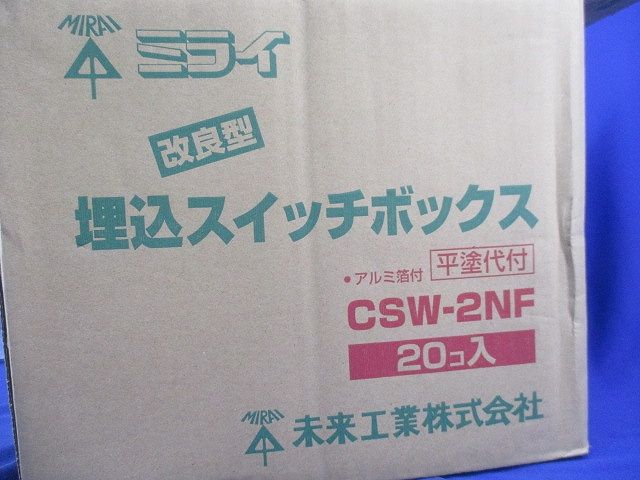 MIRAI ミライ
改良型
埋込スイッチボックス
•アルミ箔付 平塗代付
CSW-2NF
20コ入
MIRAI 未来工業株式会社